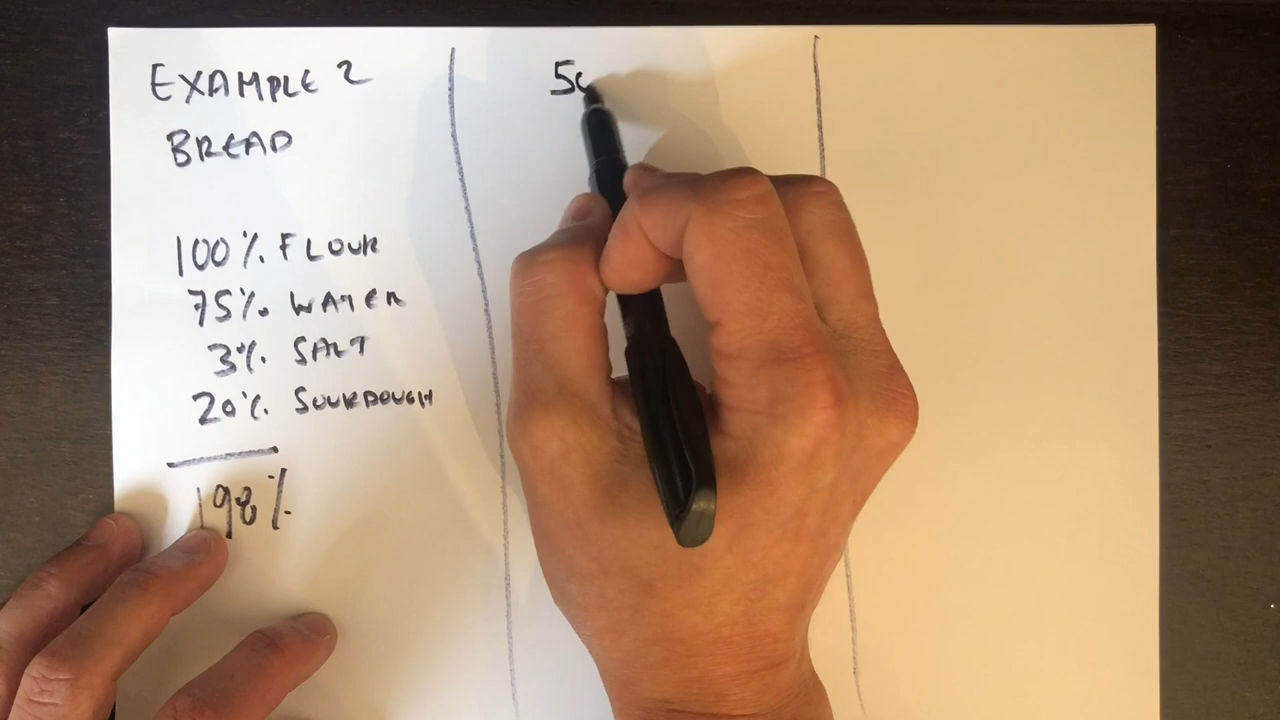 EXAMPLE 2
BREAD
100% FLOUR
75% WATER
3% SALT
20% SOURDOUGH
198%